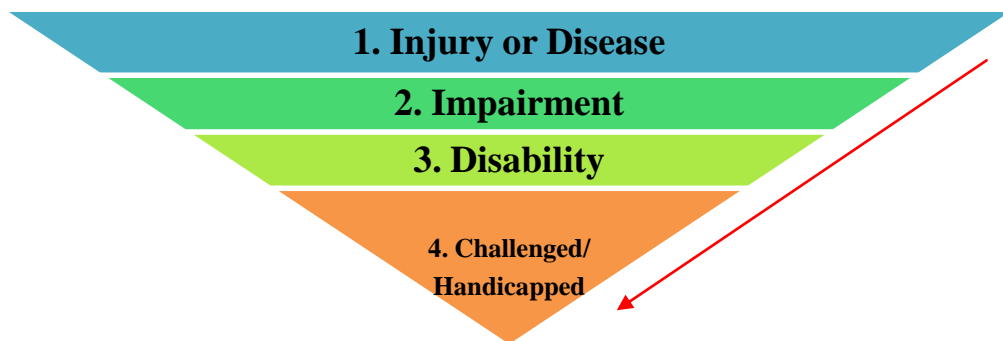 1. Injury or Disease
2. Impairment
3. Disability
4. Challenged/
Handicapped